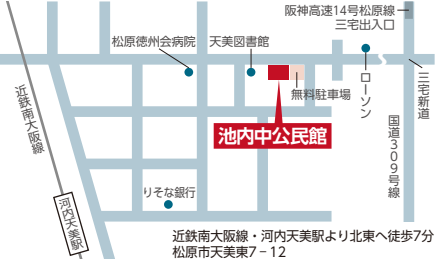 阪神高速14号松原線
三宅出入口
松原徳州会病院
天美図書館
無料駐車場
ローソン
三宅新道
近鉄南大阪線
国道309号線
池内中公民館
りそな銀行
河内天美駅
近鉄南大阪線・河内天美駅より北東へ徒歩7分
松原市天美東7－12